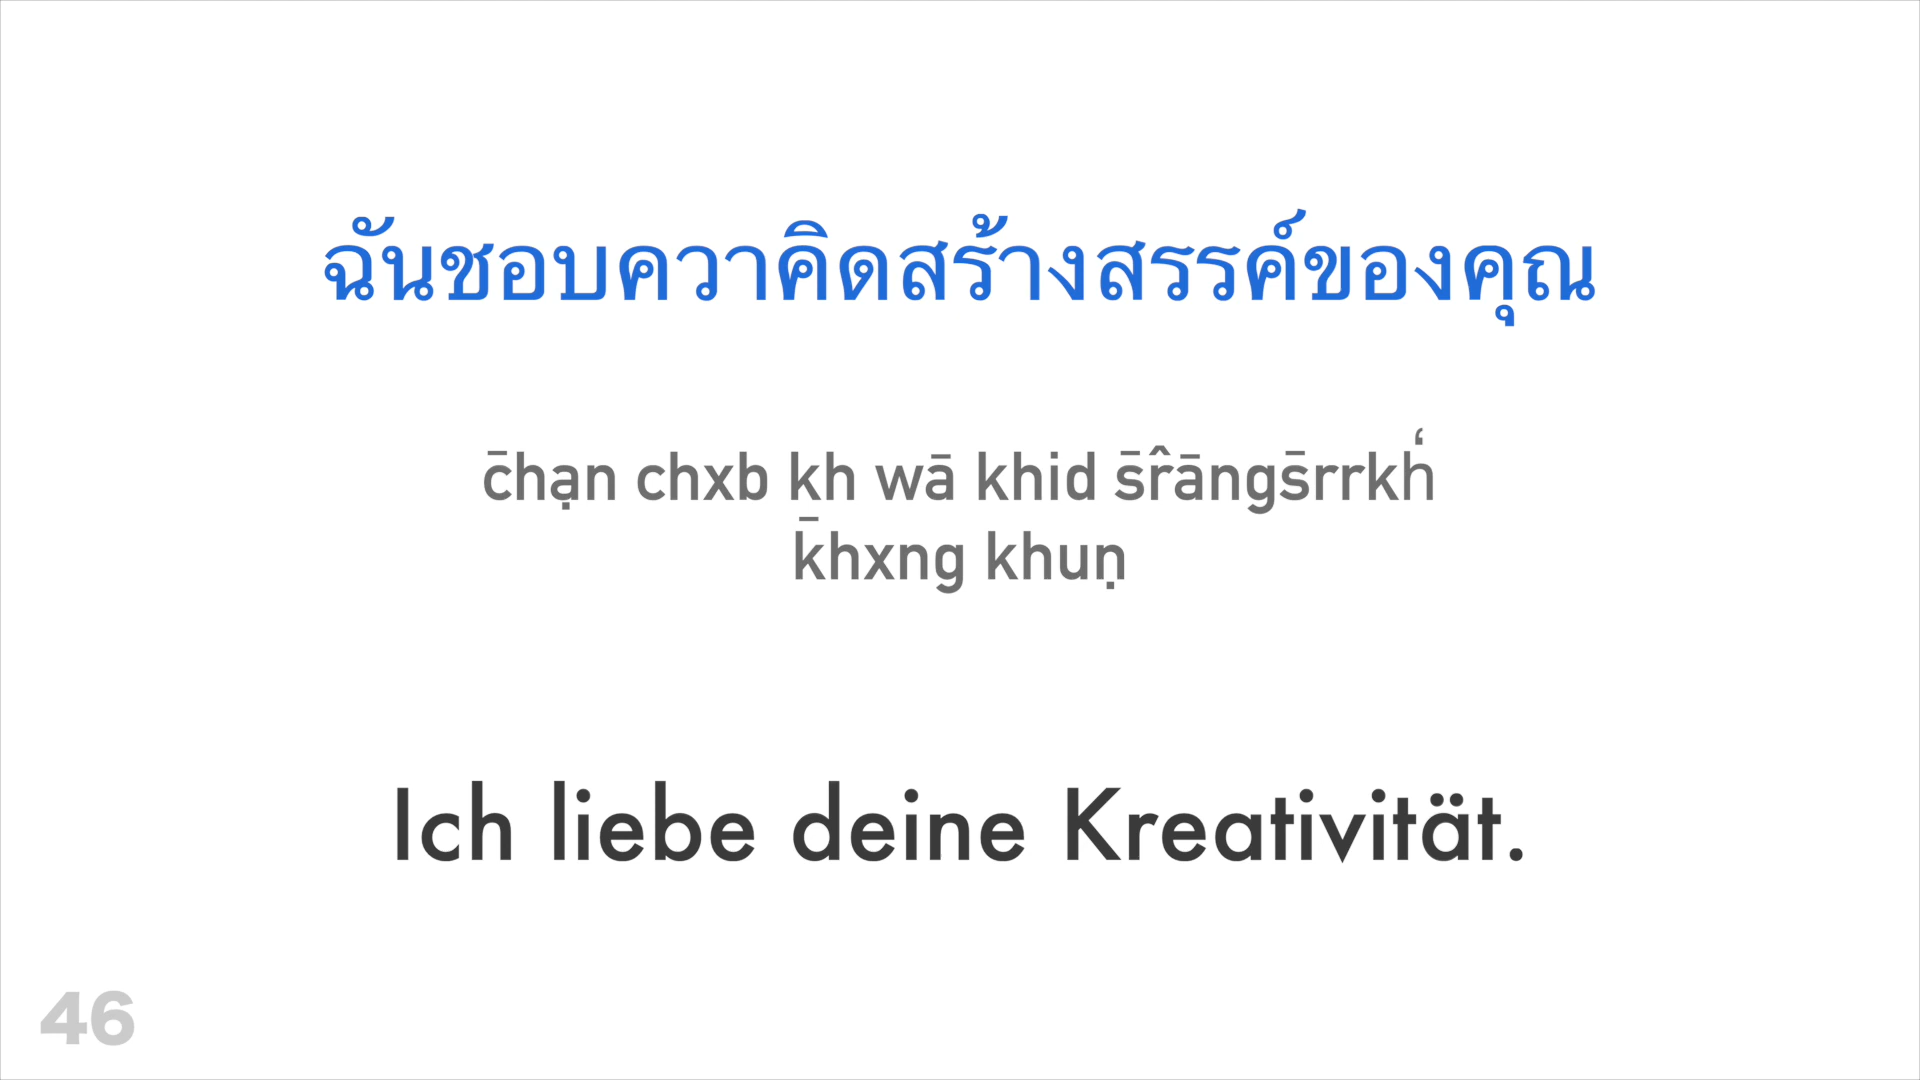 ฉันชอบควาคิดสร้างสรรค์ของคุณ
c̄hạn chxb kh wā khid s̄r̂āngs̄rrkh̒
k̄hxng khuṇ
Ich liebe deine Kreativität.
46